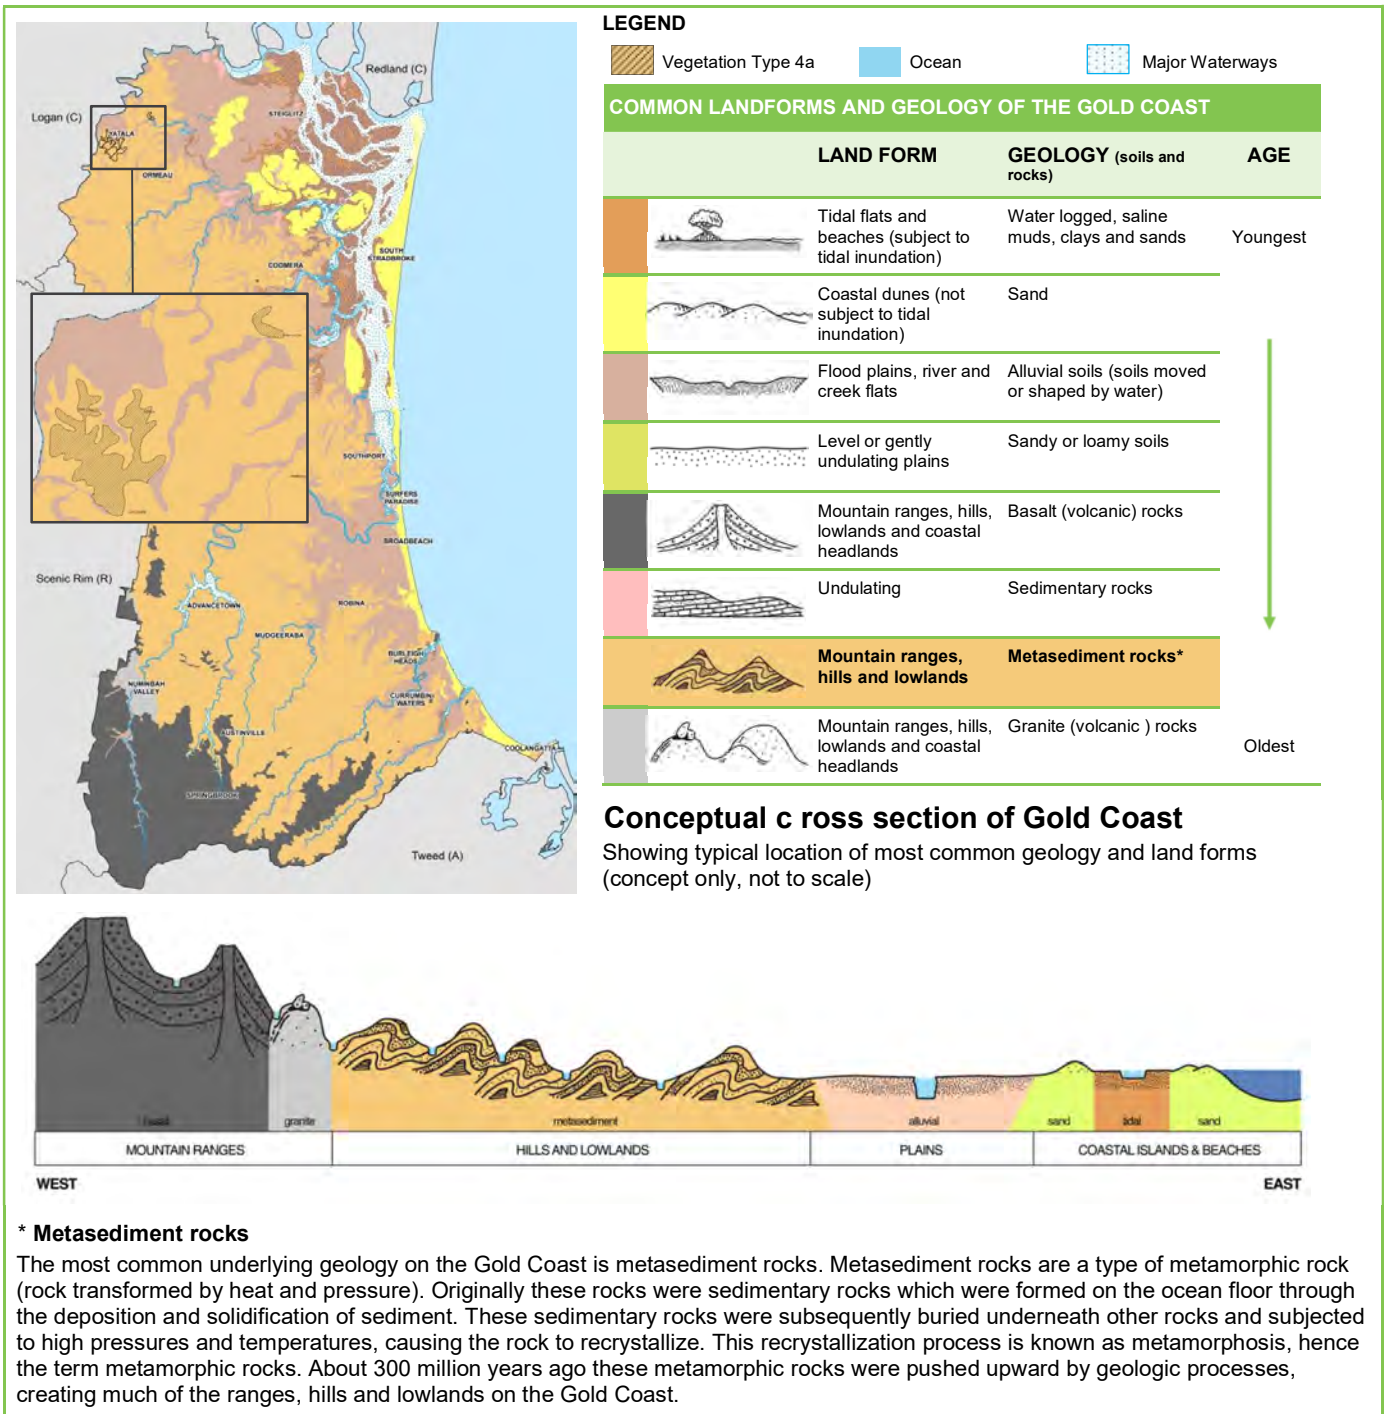 LEGEND
Vegetation Type 4a
Ocean
Major Waterways
Redland (C)
Logan (C)
STEIGLITZ
YATALA
ORMEAU
SOUTH
STRADBROKE
COOMERA
SOUTHPORT
SURFERS
PARADISE
BROADBEACH
Scenic Rim (R)
ADVANCETOWN
ROBINA
MUDGEERABA
BURLEIGH
HEADS
NUMINBAH
VALLEY
CURRUMBIN
WATERS
AUSTINVILLE
COOLANGATTA
SPRINGBROOK
Tweed (A)
COMMON LANDFORMS AND GEOLOGY OF THE GOLD COAST
LAND FORM
GEOLOGY (soils and
rocks)
AGE
Tidal flats and
beaches (subject to
tidal inundation)
Water logged, saline
muds, clays and sands
Youngest
Coastal dunes (not
subject to tidal
inundation)
Sand
Flood plains, river and
creek flats
Alluvial soils (soils moved
or shaped by water)
Level or gently
undulating plains
Sandy or loamy soils
Mountain ranges, hills,
lowlands and coastal
headlands
Basalt (volcanic) rocks
Undulating
Sedimentary rocks
Mountain ranges,
hills and lowlands
Metasediment rocks*
Mountain ranges, hills,
lowlands and coastal
headlands
Granite (volcanic ) rocks
Oldest
Conceptual c ross section of Gold Coast
Showing typical location of most common geology and land forms
(concept only, not to scale)
basalt
granite
metasediment
alluvial
sand
tidal
sand
MOUNTAIN RANGES
HILLS AND LOWLANDS
PLAINS
COASTAL ISLANDS & BEACHES
WEST
EAST
* Metasediment rocks
The most common underlying geology on the Gold Coast is metasediment rocks. Metasediment rocks are a type of metamorphic rock
(rock transformed by heat and pressure). Originally these rocks were sedimentary rocks which were formed on the ocean floor through
the deposition and solidification of sediment. These sedimentary rocks were subsequently buried underneath other rocks and subjected
to high pressures and temperatures, causing the rock to recrystallize. This recrystallization process is known as metamorphosis, hence
the term metamorphic rocks. About 300 million years ago these metamorphic rocks were pushed upward by geologic processes,
creating much of the ranges, hills and lowlands on the Gold Coast.